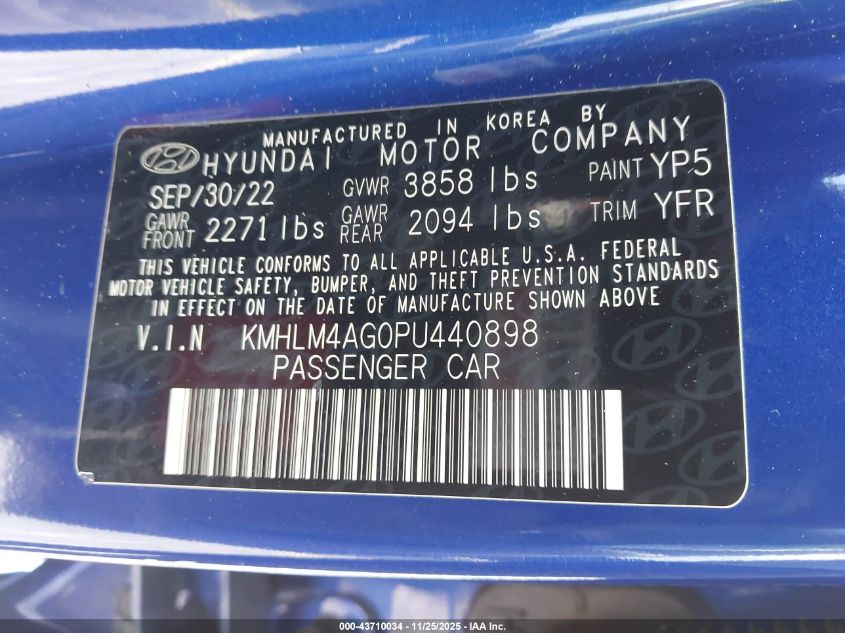 MANUFACTURED IN KOREA BY
HYUNDAI MOTOR COMPANY
SEP/30/22 GVWR 3858 lbs PAINT YP5
GAWR FRONT 2271 lbs GAWR REAR 2094 lbs TRIM YFR
THIS VEHICLE CONFORMS TO ALL APPLICABLE U.S.A. FEDERAL
MOTOR VEHICLE SAFETY, BUMPER, AND THEFT PREVENTION STANDARDS
IN EFFECT ON THE DATE OF MANUFACTURE SHOWN ABOVE
V.I.N KMHLM4AG0PU440898
PASSENGER CAR
000-43710034 - 11/25/2025 - IAA Inc.